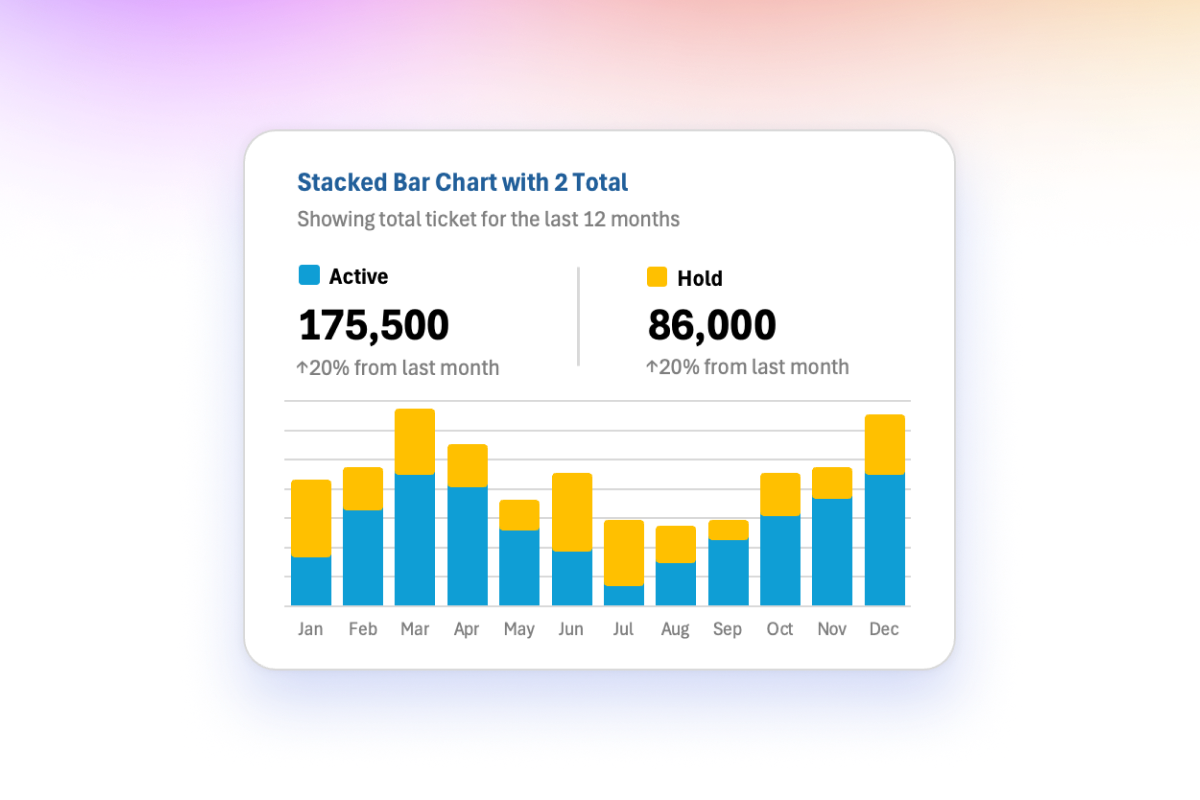 Stacked Bar Chart with 2 Total
Showing total ticket for the last 12 months
Active
175,500
↑20% from last month
Hold
86,000
↑20% from last month
Jan Feb Mar Apr May Jun Jul Aug Sep Oct Nov Dec